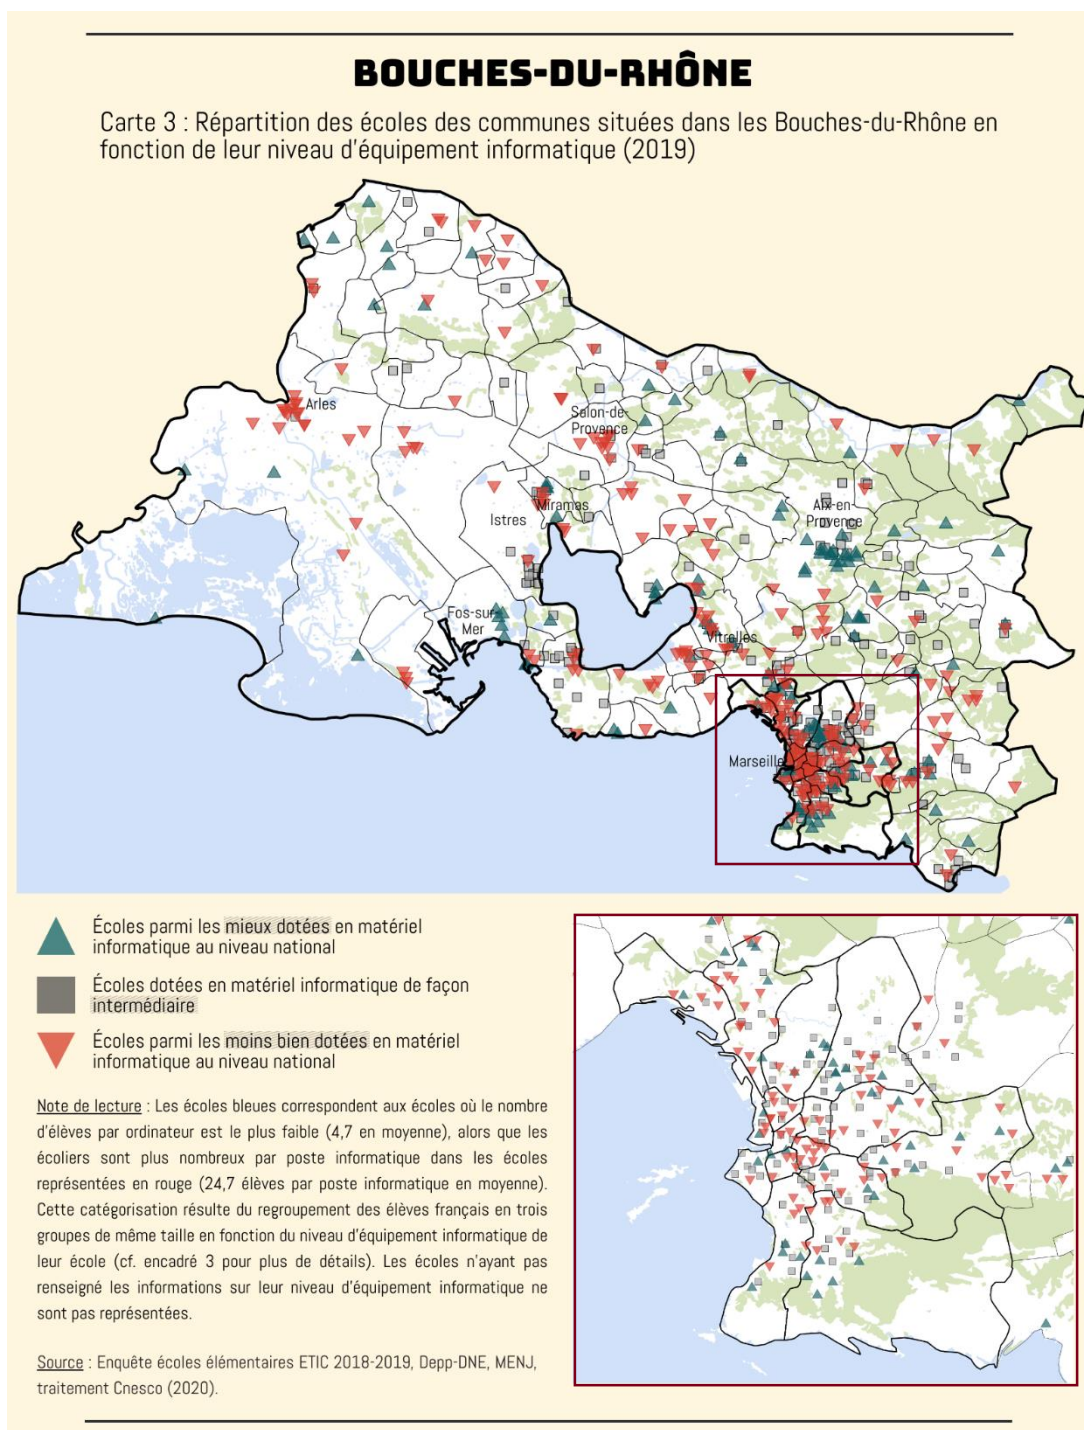 BOUCHES-DU-RHÔNE
Carte 3 : Répartition des écoles des communes situées dans les Bouches-du-Rhône en
fonction de leur niveau d'équipement informatique (2019)
Arles
Salon-de-
Provence
Miramas
Istres
Aix-en-
Provence
Fos-sur-
Mer
Vitrolles
Marseille
Écoles parmi les mieux dotées en matériel
informatique au niveau national
Écoles dotées en matériel informatique de façon
intermédiaire
Écoles parmi les moins bien dotées en matériel
informatique au niveau national
Note de lecture : Les écoles bleues correspondent aux écoles où le nombre
d'élèves par ordinateur est le plus faible (4,7 en moyenne), alors que les
écoliers sont plus nombreux par poste informatique dans les écoles
représentées en rouge (24,7 élèves par poste informatique en moyenne).
Cette catégorisation résulte du regroupement des élèves français en trois
groupes de même taille en fonction du niveau d'équipement informatique de
leur école (cf. encadré 3 pour plus de détails). Les écoles n'ayant pas
renseigné les informations sur leur niveau d'équipement informatique ne
sont pas représentées.
Source : Enquête écoles élémentaires ETIC 2018-2019, Depp-DNE, MENJ,
traitement Cnesco (2020).